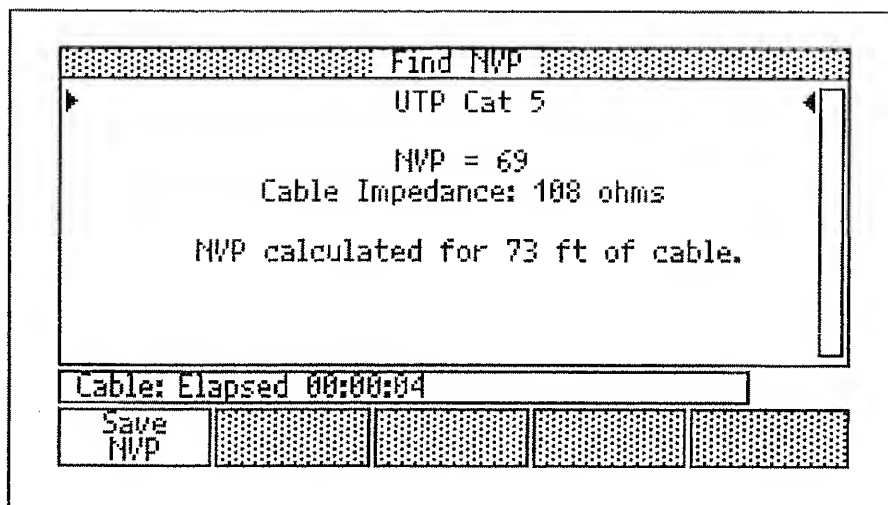 Find NVP
UTP Cat 5
NVP = 69
Cable Impedance: 108 ohms
NVP calculated for 73 ft of cable.
Cable: Elapsed 00:00:04
Save
NVP